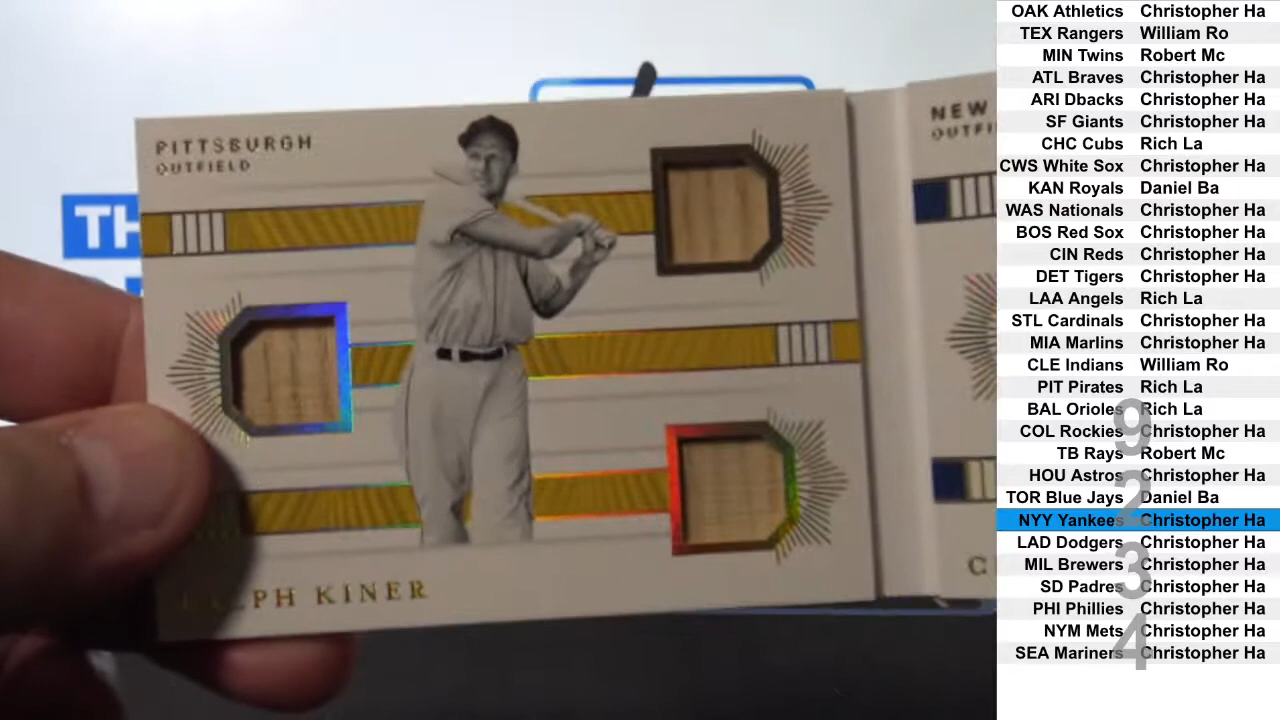 PITTSBURGH
OUTFIELD
NEW
TH
KINER
OAK Athletics Christopher Ha
TEX Rangers William Ro
MIN Twins Robert Mc
ATL Braves Christopher Ha
ARI Dbacks Christopher Ha
SF Giants Christopher Ha
CHC Cubs Rich La
CWS White Sox Christopher Ha
KAN Royals Daniel Ba
WAS Nationals Christopher Ha
BOS Red Sox Christopher Ha
CIN Reds Christopher Ha
DET Tigers Christopher Ha
LAA Angels Rich La
STL Cardinals Christopher Ha
MIA Marlins Christopher Ha
CLE Indians William Ro
PIT Pirates Rich La
BAL Orioles Rich La
COL Rockies Christopher Ha
TB Rays Robert Mc
HOU Astros Christopher Ha
TOR Blue Jays Daniel Ba
NYY Yankees Christopher Ha
LAD Dodgers Christopher Ha
MIL Brewers Christopher Ha
SD Padres Christopher Ha
PHI Phillies Christopher Ha
NYM Mets Christopher Ha
SEA Mariners Christopher Ha
9
2
3
4